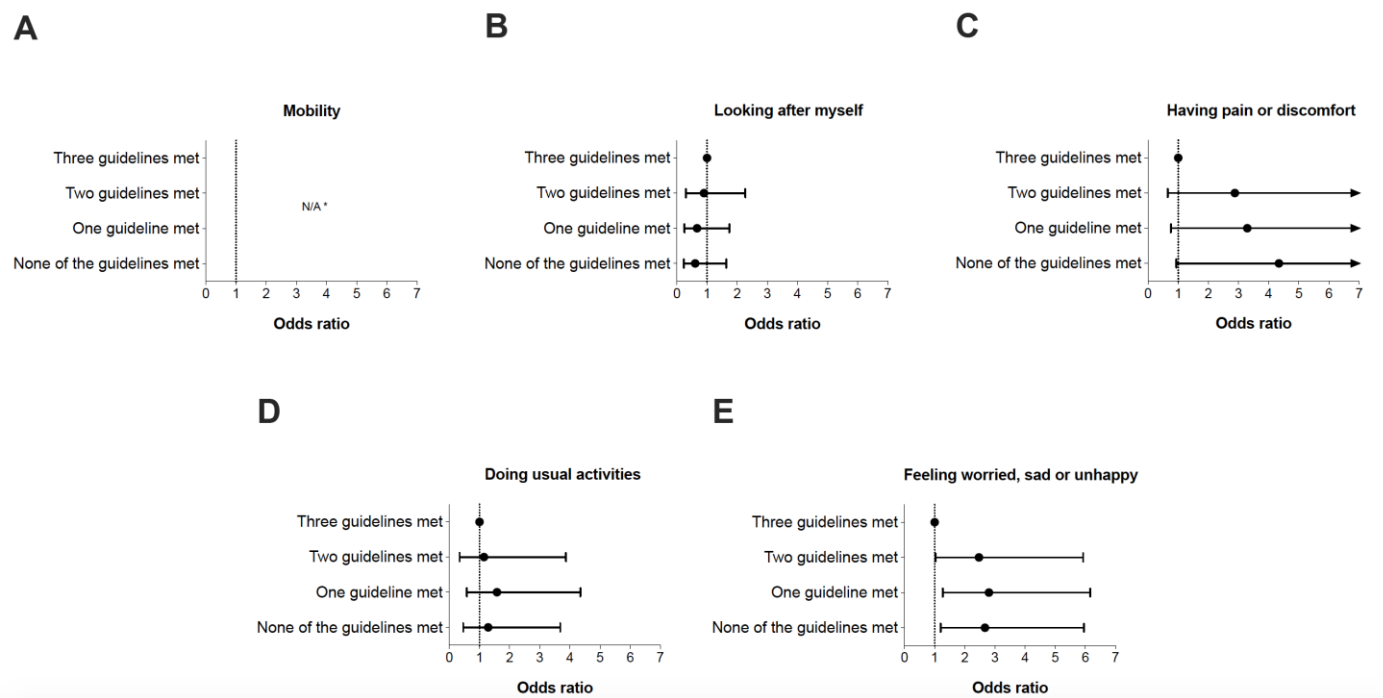 A
B
C
Mobility
Three guidelines met
Two guidelines met
One guideline met
None of the guidelines met
N/A *
0 1 2 3 4 5 6 7
Odds ratio
Looking after myself
Three guidelines met
Two guidelines met
One guideline met
None of the guidelines met
0 1 2 3 4 5 6 7
Odds ratio
Having pain or discomfort
Three guidelines met
Two guidelines met
One guideline met
None of the guidelines met
0 1 2 3 4 5 6 7
Odds ratio
D
E
Doing usual activities
Three guidelines met
Two guidelines met
One guideline met
None of the guidelines met
0 1 2 3 4 5 6 7
Odds ratio
Feeling worried, sad or unhappy
Three guidelines met
Two guidelines met
One guideline met
None of the guidelines met
0 1 2 3 4 5 6 7
Odds ratio